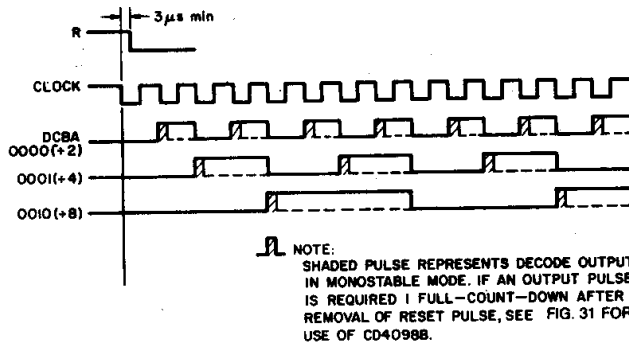 3μs min
R
CLOCK
DCBA
0000(÷2)
0001(÷4)
0010(÷8)
NOTE:
SHADED PULSE REPRESENTS DECODE OUTPUT
IN MONOSTABLE MODE. IF AN OUTPUT PULSE
IS REQUIRED I FULL-COUNT-DOWN AFTER
REMOVAL OF RESET PULSE, SEE FIG. 31 FOR
USE OF CD4098B.